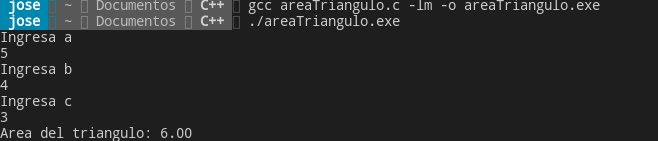 jose ~ Documentos C++ gcc areaTriangulo.c -lm -o areaTriangulo.exe
jose ~ Documentos C++ ./areaTriangulo.exe
Ingresa a
5
Ingresa b
4
Ingresa c
3
Area del triangulo: 6.00